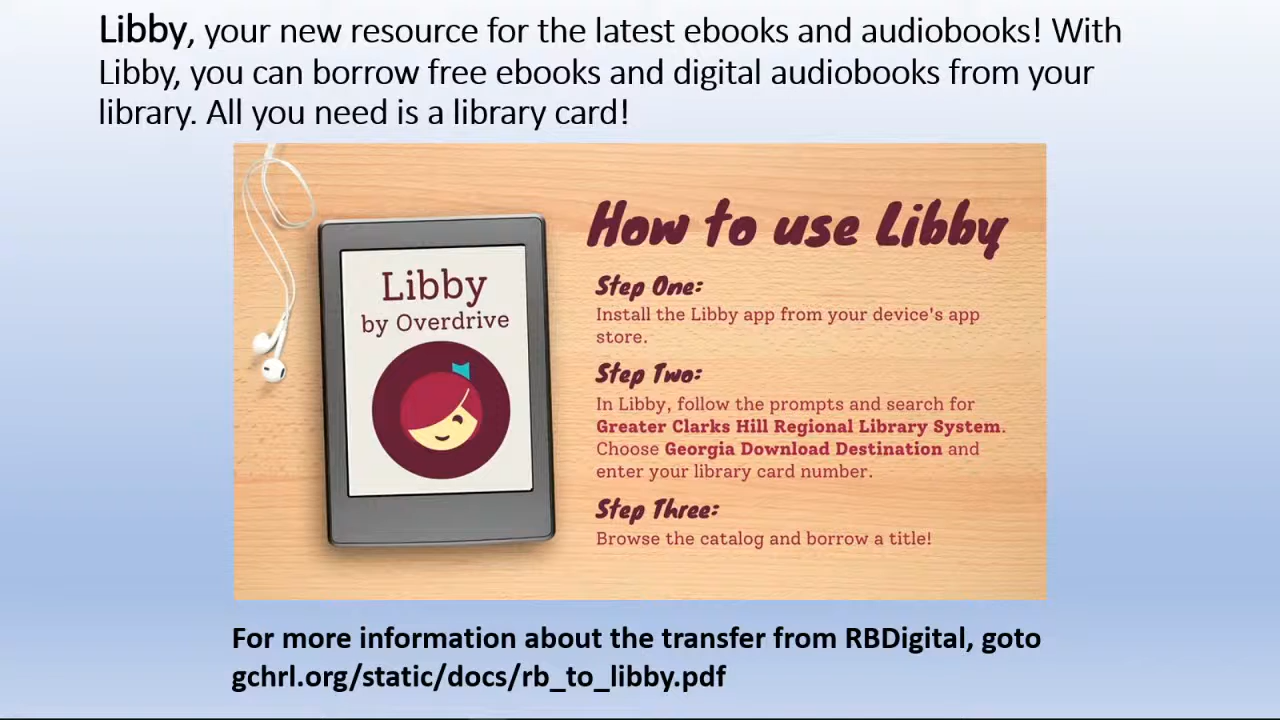 Libby, your new resource for the latest ebooks and audiobooks! With
Libby, you can borrow free ebooks and digital audiobooks from your
library. All you need is a library card!
Libby
by Overdrive
How to use Libby
Step One:
Install the Libby app from your device's app
store.
Step Two:
In Libby, follow the prompts and search for
Greater Clarks Hill Regional Library System.
Choose Georgia Download Destination and
enter your library card number.
Step Three:
Browse the catalog and borrow a title!
For more information about the transfer from RBDigital, goto
gchrl.org/static/docs/rb_to_libby.pdf